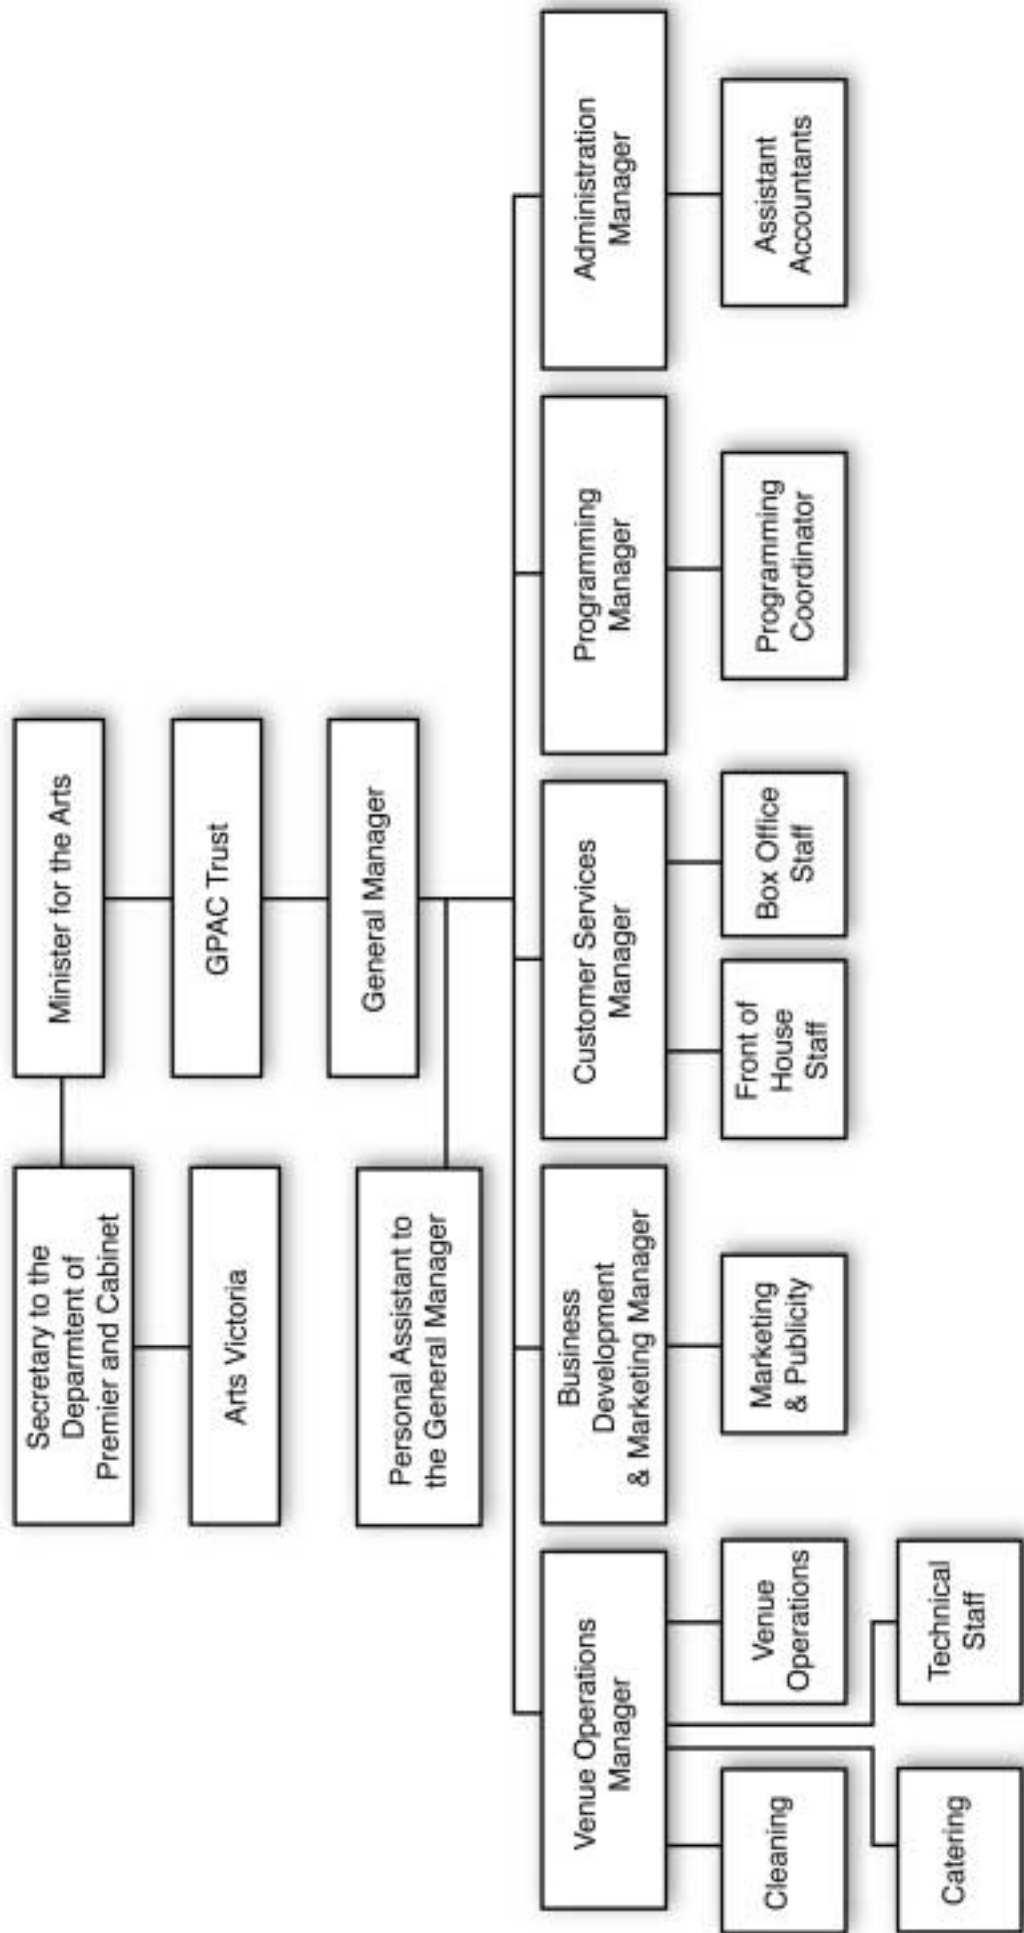 Secretary to the
Deparmtent of
Premier and Cabinet
Minister for the Arts
Arts Victoria
GPAC Trust
Personal Assistant to
the General Manager
General Manager
Venue Operations
Manager
Business
Development
& Marketing Manager
Customer Services
Manager
Programming
Manager
Administration
Manager
Cleaning
Venue
Operations
Marketing
& Publicity
Front of
House
Staff
Box Office
Staff
Programming
Coordinator
Assistant
Accountants
Catering
Technical
Staff